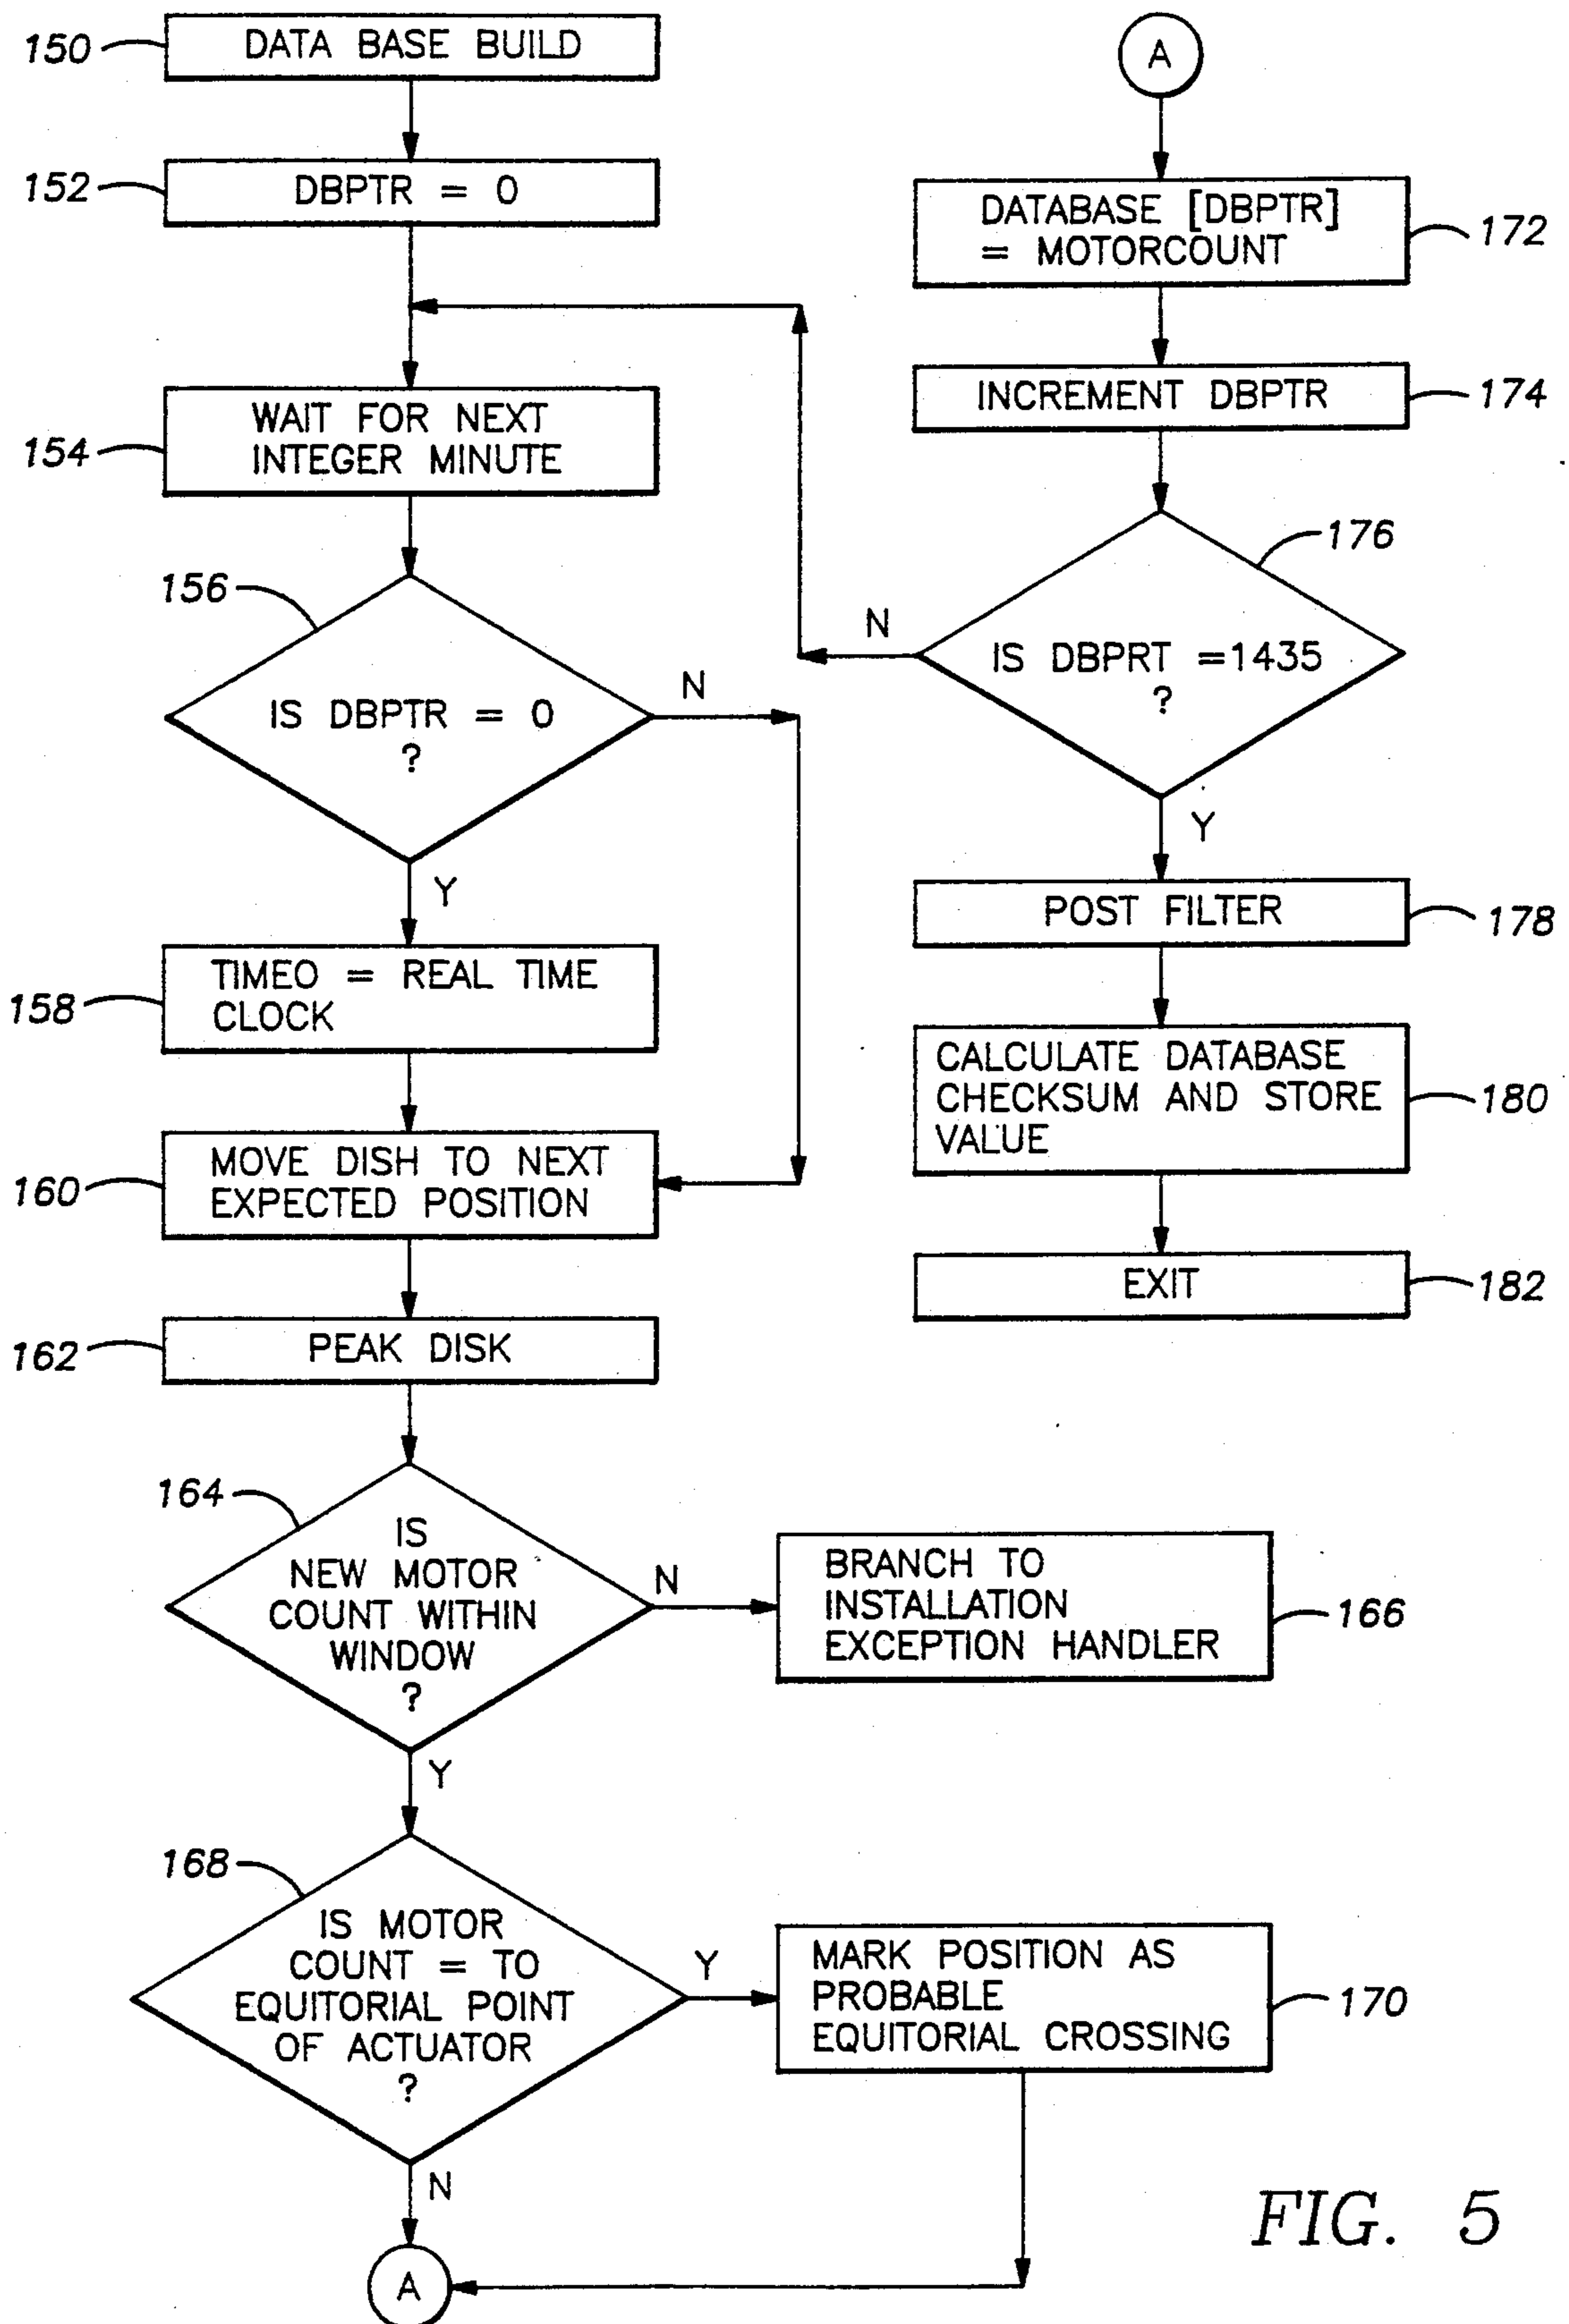 150
DATA BASE BUILD
152
DBPTR = 0
154
WAIT FOR NEXT
INTEGER MINUTE
156
IS DBPTR = 0
?
N
Y
158
TIMEO = REAL TIME
CLOCK
160
MOVE DISH TO NEXT
EXPECTED POSITION
162
PEAK DISK
164
IS
NEW MOTOR
COUNT WITHIN
WINDOW
?
N
Y
BRANCH TO
INSTALLATION
EXCEPTION HANDLER
166
168
IS MOTOR
COUNT = TO
EQUITORIAL POINT
OF ACTUATOR
?
Y
N
MARK POSITION AS
PROBABLE
EQUITORIAL CROSSING
170
A
A
DATABASE [DBPTR]
= MOTORCOUNT
172
INCREMENT DBPTR
174
176
IS DBPRT =1435
?
N
Y
POST FILTER
178
CALCULATE DATABASE
CHECKSUM AND STORE
VALUE
180
EXIT
182
FIG. 5